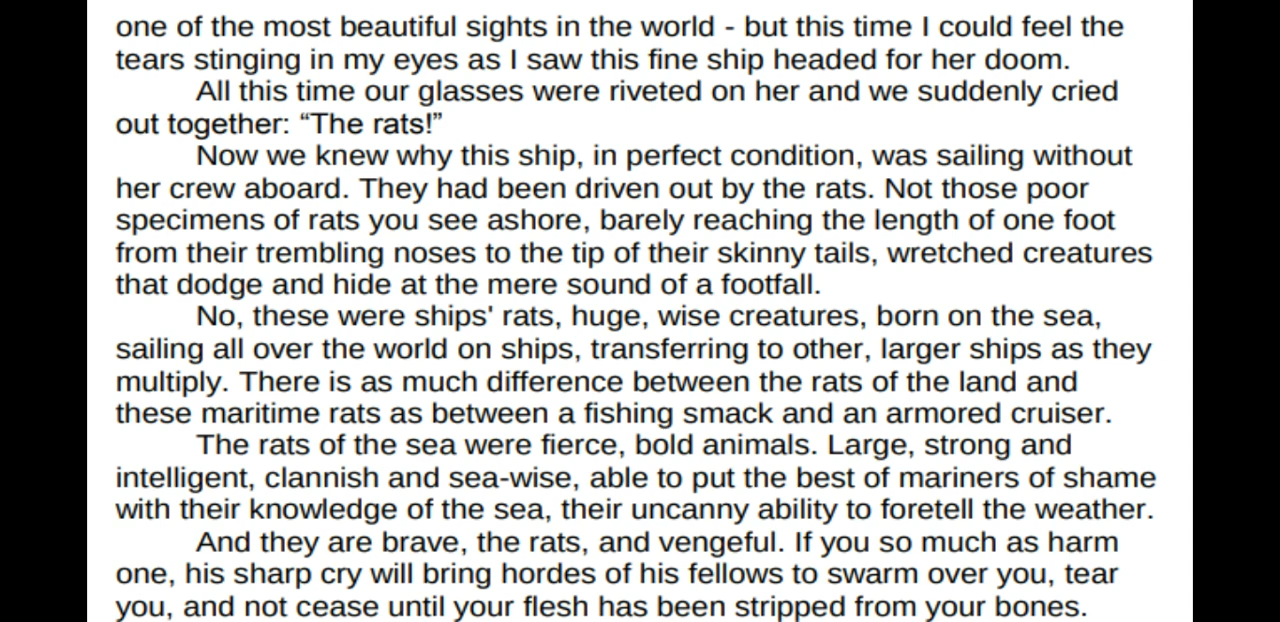 one of the most beautiful sights in the world - but this time I could feel the
tears stinging in my eyes as I saw this fine ship headed for her doom.
All this time our glasses were riveted on her and we suddenly cried
out together: “The rats!”
Now we knew why this ship, in perfect condition, was sailing without
her crew aboard. They had been driven out by the rats. Not those poor
specimens of rats you see ashore, barely reaching the length of one foot
from their trembling noses to the tip of their skinny tails, wretched creatures
that dodge and hide at the mere sound of a footfall.
No, these were ships' rats, huge, wise creatures, born on the sea,
sailing all over the world on ships, transferring to other, larger ships as they
multiply. There is as much difference between the rats of the land and
these maritime rats as between a fishing smack and an armored cruiser.
The rats of the sea were fierce, bold animals. Large, strong and
intelligent, clannish and sea-wise, able to put the best of mariners of shame
with their knowledge of the sea, their uncanny ability to foretell the weather.
And they are brave, the rats, and vengeful. If you so much as harm
one, his sharp cry will bring hordes of his fellows to swarm over you, tear
you, and not cease until your flesh has been stripped from your bones.